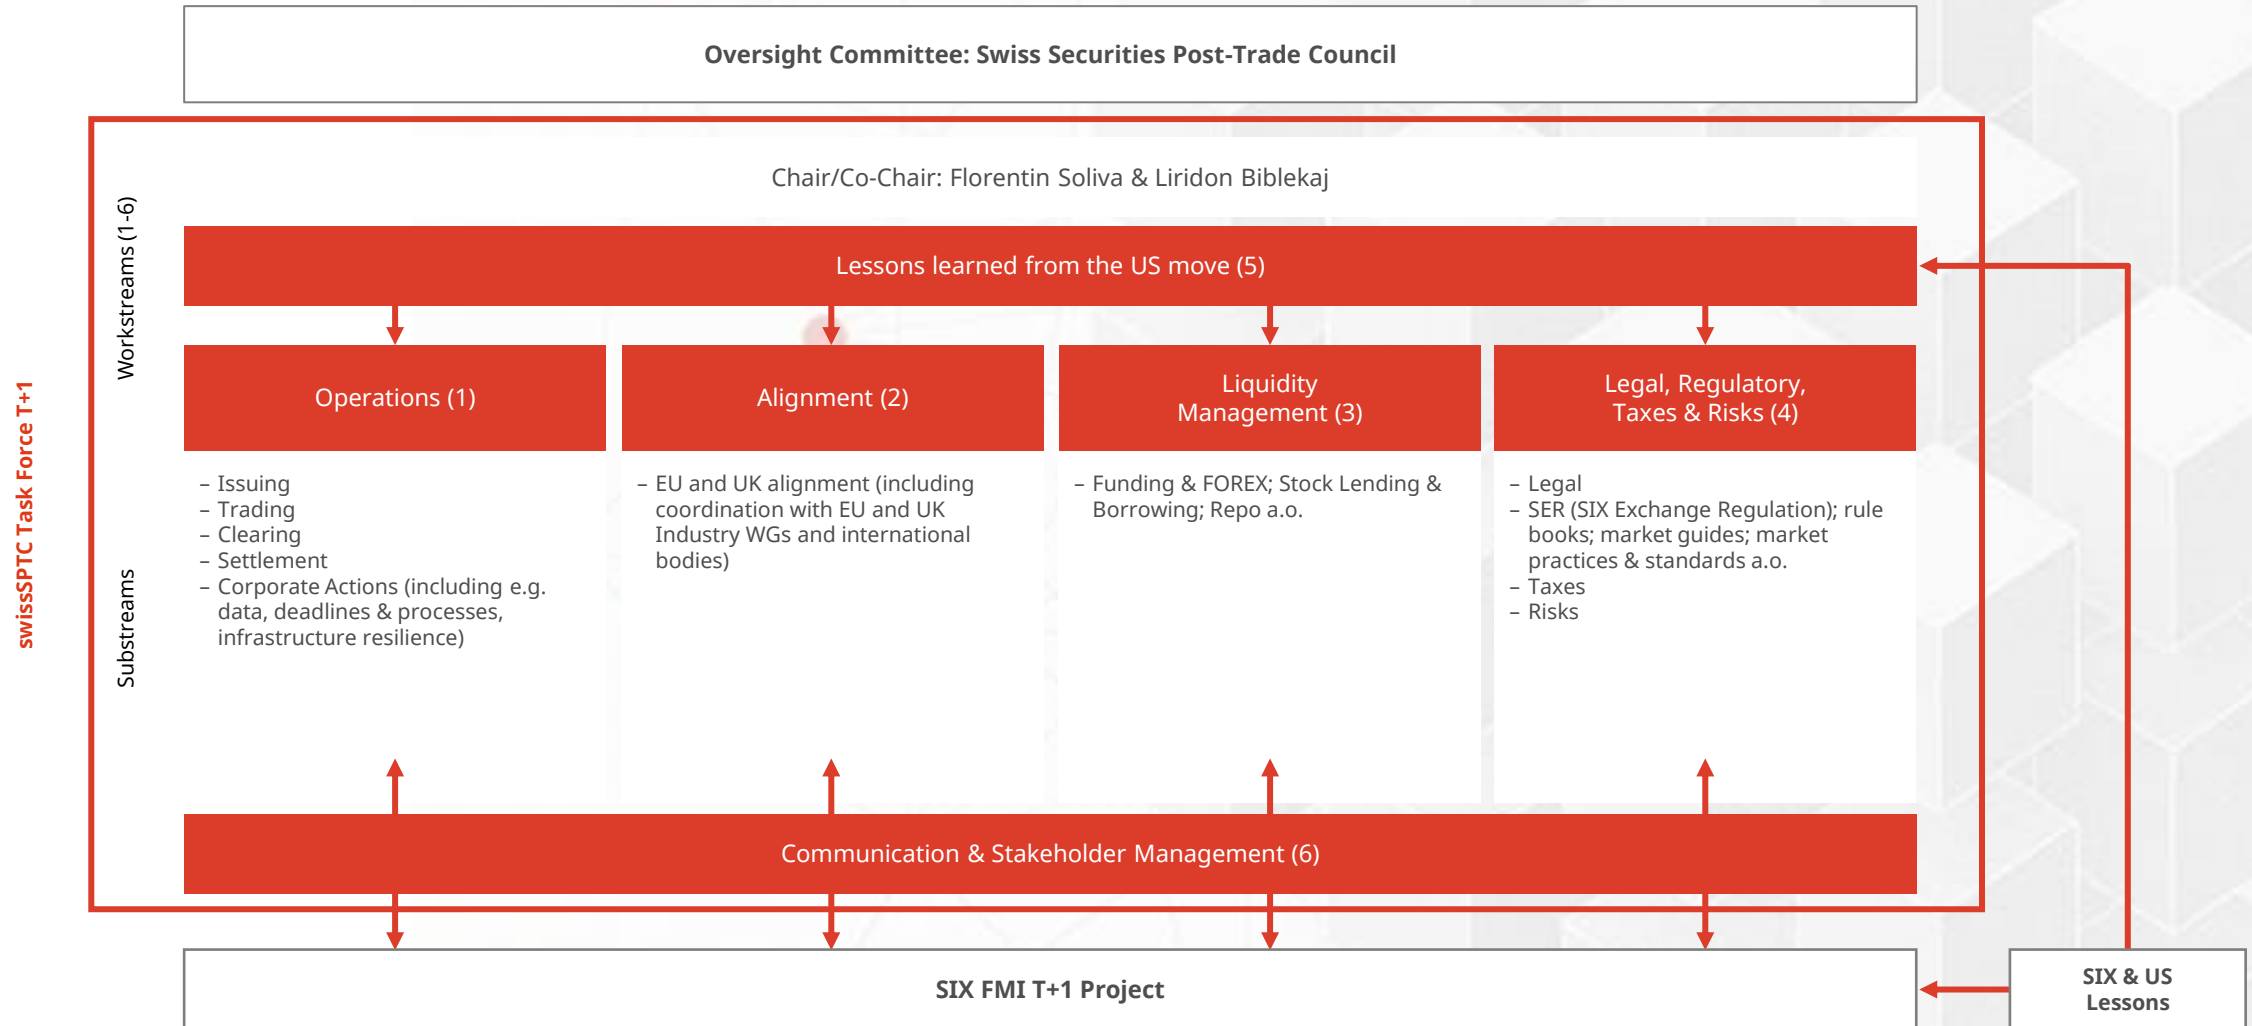 Oversight Committee: Swiss Securities Post-Trade Council
swissSPTC Task Force T+1
Workstreams (1-6)
Chair/Co-Chair: Florentin Soliva & Liridon Biblekaj
Lessons learned from the US move (5)
Operations (1)
Alignment (2)
Liquidity
Management (3)
Legal, Regulatory,
Taxes & Risks (4)
Substreams
– Issuing
– Trading
– Clearing
– Settlement
– Corporate Actions (including e.g.
data, deadlines & processes,
infrastructure resilience)
– EU and UK alignment (including
coordination with EU and UK
Industry WGs and international
bodies)
– Funding & FOREX; Stock Lending &
Borrowing; Repo a.o.
– Legal
– SER (SIX Exchange Regulation); rule
books; market guides; market
practices & standards a.o.
– Taxes
– Risks
Communication & Stakeholder Management (6)
SIX FMI T+1 Project
SIX & US
Lessons